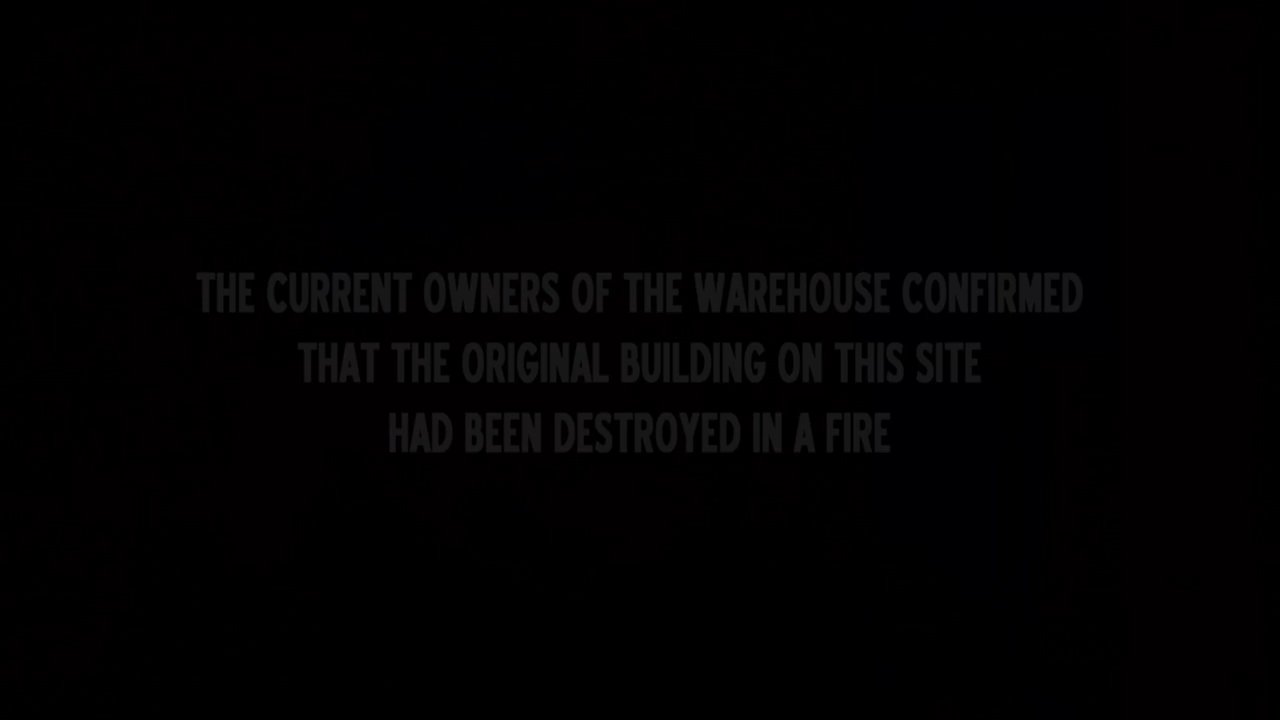 THE CURRENT OWNERS OF THE WAREHOUSE CONFIRMED
THAT THE ORIGINAL BUILDING ON THIS SITE
HAD BEEN DESTROYED IN A FIRE